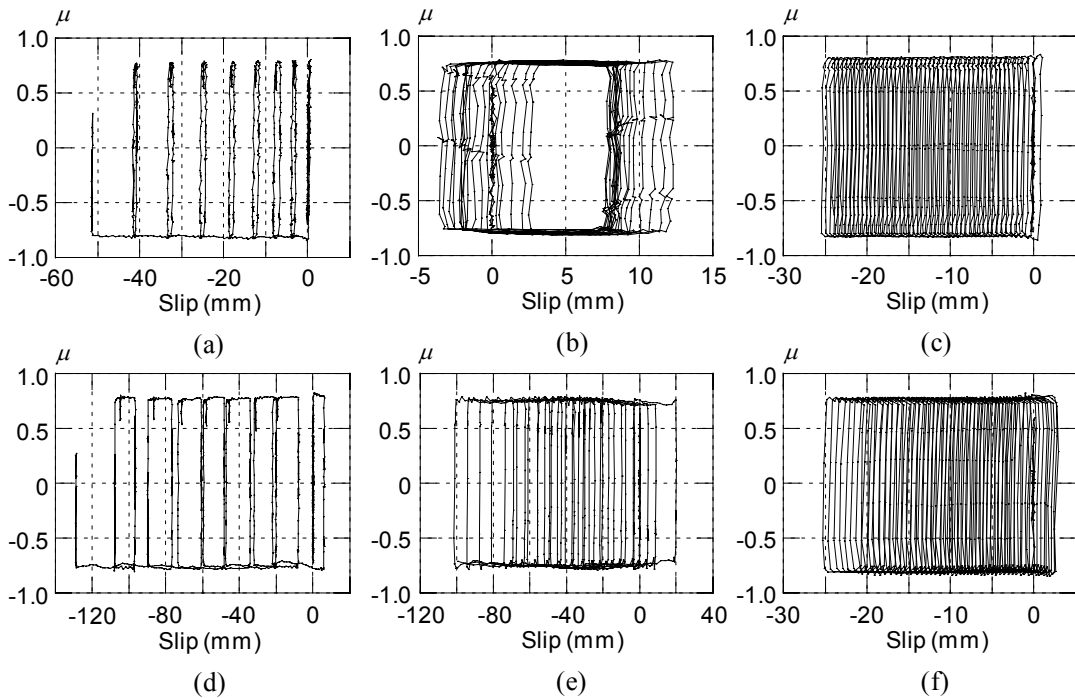 μ μ μ
1.0 1.0 1.0
0.5 0.5 0.5
0 0 0
-0.5 -0.5 -0.5
-1.0 -1.0 -1.0
-60 -40 -20 0 -5 0 5 10 15 -30 -20 -10 0
Slip (mm) Slip (mm) Slip (mm)
(a) (b) (c)
μ μ μ
1.0 1.0 1.0
0.5 0.5 0.5
0 0 0
-0.5 -0.5 -0.5
-1.0 -1.0 -1.0
-120 -80 -40 0 -120 -80 -40 0 40 -30 -20 -10 0
Slip (mm) Slip (mm) Slip (mm)
(d) (e) (f)